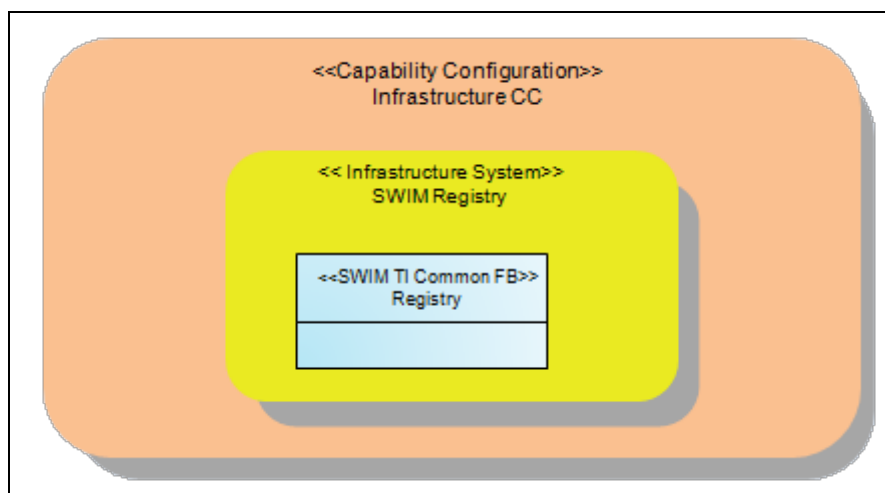 <<Capability Configuration>>
Infrastructure CC
<< Infrastructure System>>
SWIM Registry
<<SWIM TI Common FB>>
Registry